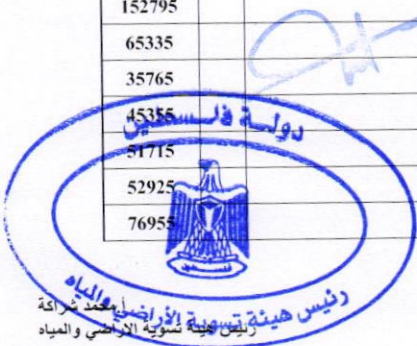 152795
65335
35765
45355
دولة فلسطين
51715
52925
76955
رئيس هيئة تسوية الأراضي والمياه
أ.محمد شراكة
رئيس هيئة تسوية الاراضي والمياه